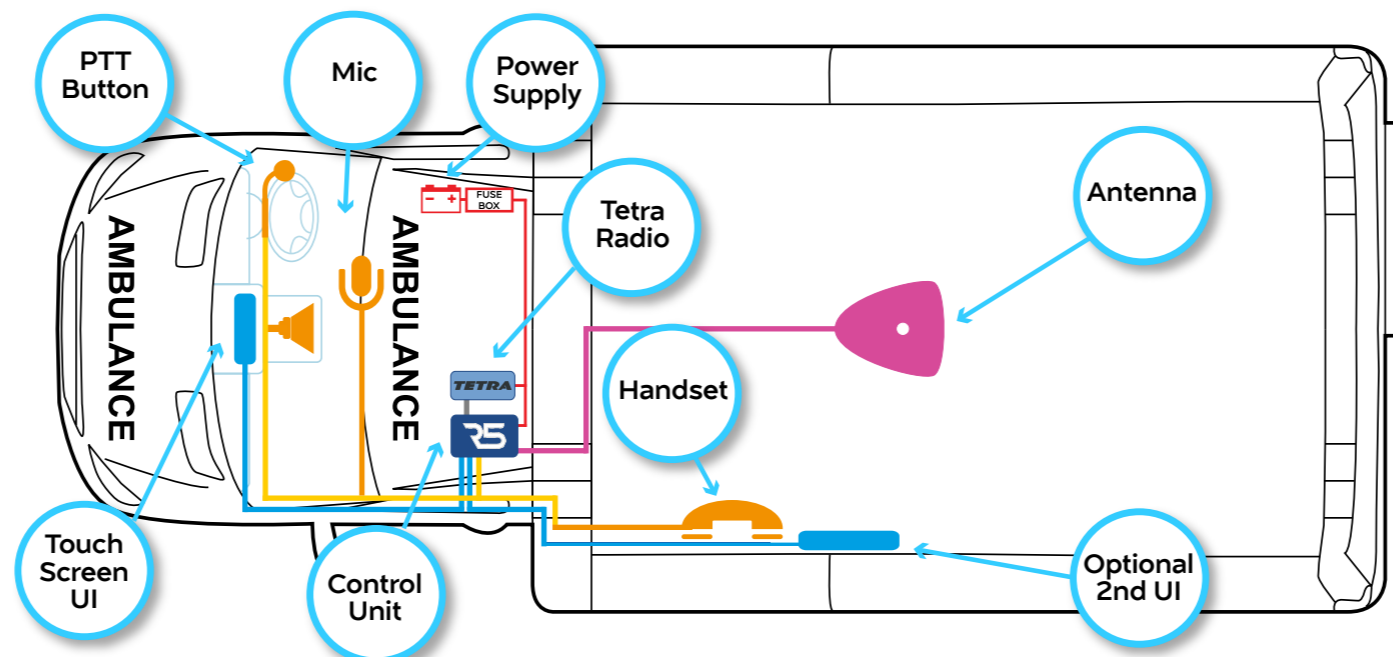 PTT
Button
Mic
Power
Supply
Tetra
Radio
Antenna
AMBULANCE
AMBULANCE
- +
FUSE
BOX
TETRA
R5
Handset
Touch
Screen
UI
Control
Unit
Optional
2nd UI